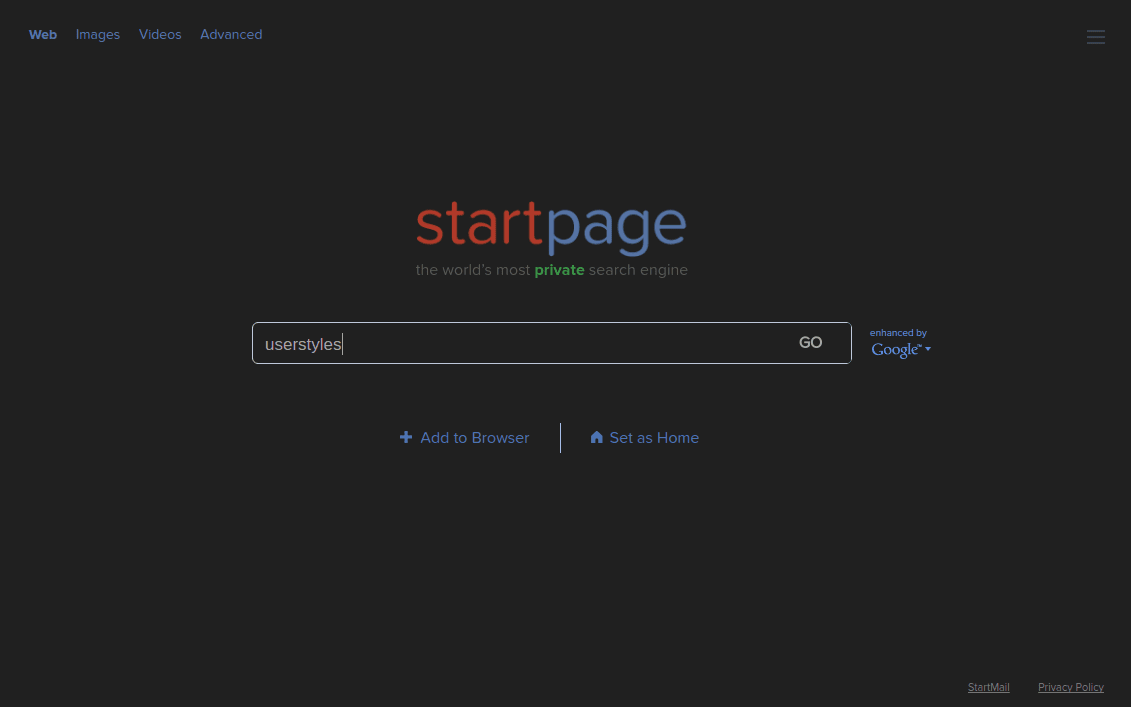 Web Images Videos Advanced
startpage
the world's most private search engine
userstyles GO
enhanced by
Google™
Add to Browser Set as Home
StartMail Privacy Policy